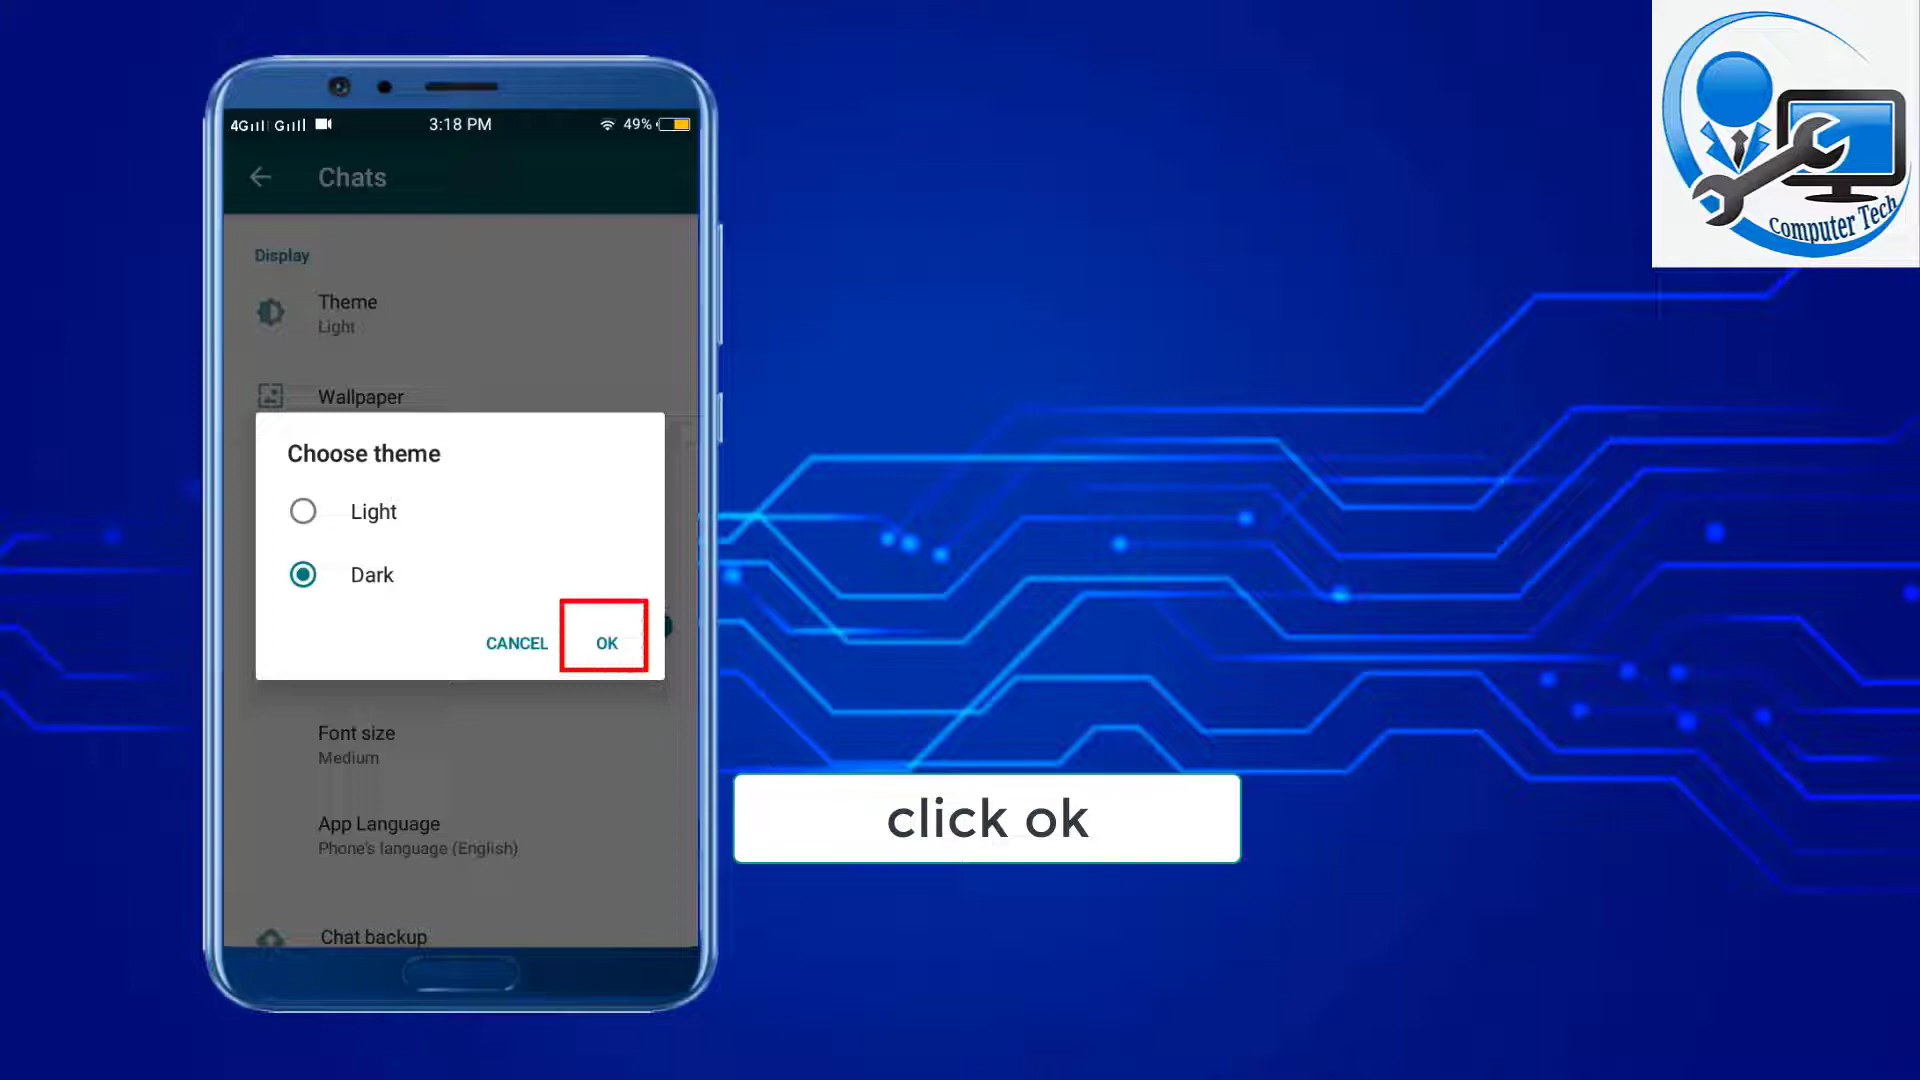 4G G 3:18 PM 49%
Chats
Display
Theme
Light
Wallpaper
Choose theme
Light
Dark
CANCEL OK
Font size
Medium
App Language
Phone's language (English)
Chat backup
click ok
Computer Tech